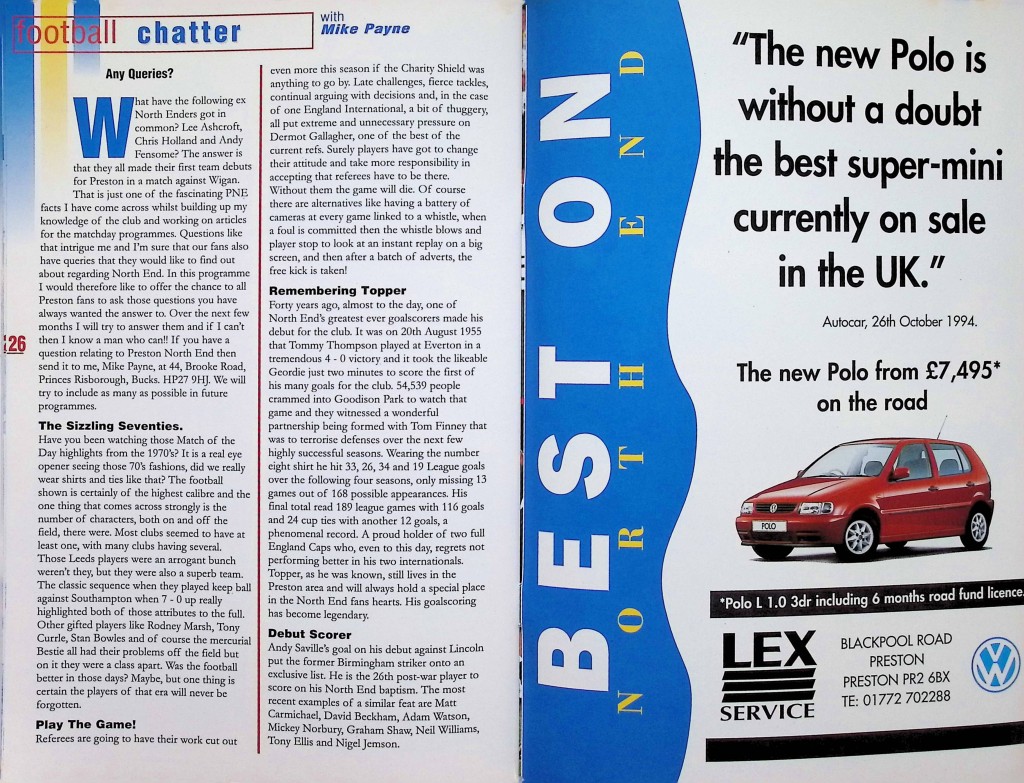 football chatter
with
Mike Payne
Any Queries?
What have the following ex
North Enders got in
common? Lee Ashcroft,
Chris Holland and Andy
Fensome? The answer is
that they all made their first team debuts
for Preston in a match against Wigan.
That is just one of the fascinating PNE
facts I have come across whilst building up my
knowledge of the club and working on articles
for the matchday programmes. Questions like
that intrigue me and I'm sure that our fans also
have queries that they would like to find out
about regarding North End. In this programme
I would therefore like to offer the chance to all
Preston fans to ask those questions you have
always wanted the answer to. Over the next few
months I will try to answer them and if I can't
then I know a man who can!! If you have a
question relating to Preston North End then
send it to me, Mike Payne, at 44, Brooke Road,
Princes Risborough, Bucks. HP27 9HJ. We will
try to include as many as possible in future
programmes.
The Sizzling Seventies.
Have you been watching those Match of the
Day highlights from the 1970's? It is a real eye
opener seeing those 70's fashions, did we really
wear shirts and ties like that? The football
shown is certainly of the highest calibre and the
one thing that comes across strongly is the
number of characters, both on and off the
field, there were. Most clubs seemed to have at
least one, with many clubs having several.
Those Leeds players were an arrogant bunch
weren't they, but they were also a superb team.
The classic sequence when they played keep ball
against Southampton when 7 - 0 up really
highlighted both of those attributes to the full.
Other gifted players like Rodney Marsh, Tony
Currle, Stan Bowles and of course the mercurial
Bestie all had their problems off the field but
on it they were a class apart. Was the football
better in those days? Maybe, but one thing is
certain the players of that era will never be
forgotten.
Play The Game!
Referees are going to have their work cut out
26
even more this season if the Charity Shield was
anything to go by. Late challenges, fierce tackles,
continual arguing with decisions and, in the case
of one England International, a bit of thuggery,
all put extreme and unnecessary pressure on
Dermot Gallagher, one of the best of the
current refs. Surely players have got to change
their attitude and take more responsibility in
accepting that referees have to be there.
Without them the game will die. Of course
there are alternatives like having a battery of
cameras at every game linked to a whistle, when
a foul is committed then the whistle blows and
player stop to look at an instant replay on a big
screen, and then after a batch of adverts, the
free kick is taken!
Remembering Topper
Forty years ago, almost to the day, one of
North End's greatest ever goalscorers made his
debut for the club. It was on 20th August 1955
that Tommy Thompson played at Everton in a
tremendous 4 - 0 victory and it took the likeable
Geordie just two minutes to score the first of
his many goals for the club. 54,539 people
crammed into Goodison Park to watch that
game and they witnessed a wonderful
partnership being formed with Tom Finney that
was to terrorise defenses over the next few
highly successful seasons. Wearing the number
eight shirt he hit 33, 26, 34 and 19 League goals
over the following four seasons, only missing 13
games out of 168 possible appearances. His
final total read 189 league games with 116 goals
and 24 cup ties with another 12 goals, a
phenomenal record. A proud holder of two full
England Caps who, even to this day, regrets not
performing better in his two internationals.
Topper, as he was known, still lives in the
Preston area and will always hold a special place
in the North End fans hearts. His goalscoring
has become legendary.
Debut Scorer
Andy Saville's goal on his debut against Lincoln
put the former Birmingham striker onto an
exclusive list. He is the 26th post-war player to
score on his North End baptism. The most
recent examples of a similar feat are Matt
Carmichael, David Beckham, Adam Watson,
Mickey Norbury, Graham Shaw, Neil Williams,
Tony Ellis and Nigel Jemson.
BEST ON
NORTH END
"The new Polo is
without a doubt
the best super-mini
currently on sale
in the UK."
Autocar, 26th October 1994.
The new Polo from £7,495*
on the road
POLO
*Polo L 1.0 3dr including 6 months road fund licence.
LEX
SERVICE
BLACKPOOL ROAD
PRESTON
PRESTON PR2 6BX
TE: 01772 702288